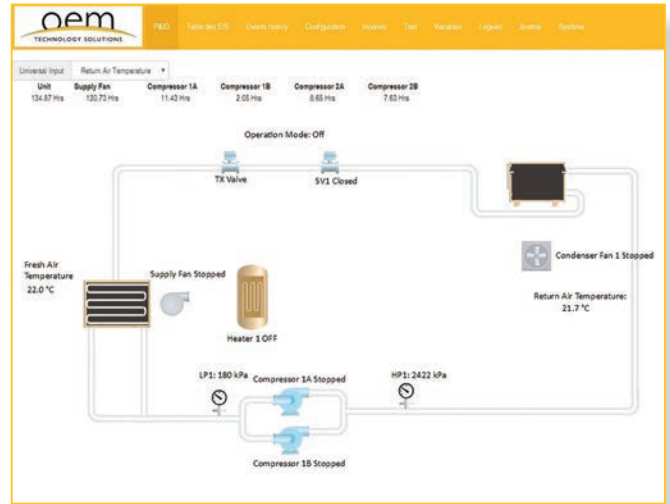 oem
TECHNOLOGY SOLUTIONS
P&ID Table des E/S Events history Configuration Inconnu Test Variables Logiciel Journal Système
Universal Input Return Air Temperature
Unit Supply Fan Compressor 1A Compressor 1B Compressor 2A Compressor 2B
134.87 Hrs 130.73 Hrs 11.43 Hrs 2.05 Hrs 8.65 Hrs 7.63 Hrs
Operation Mode: Off
TX Valve SV1 Closed
Fresh Air
Temperature
22.0 °C
Supply Fan Stopped
Condenser Fan 1 Stopped
Return Air Temperature:
21.7 °C
Heater 1 OFF
LP1: 180 kPa
Compressor 1A Stopped
HP1: 2422 kPa
Compressor 1B Stopped